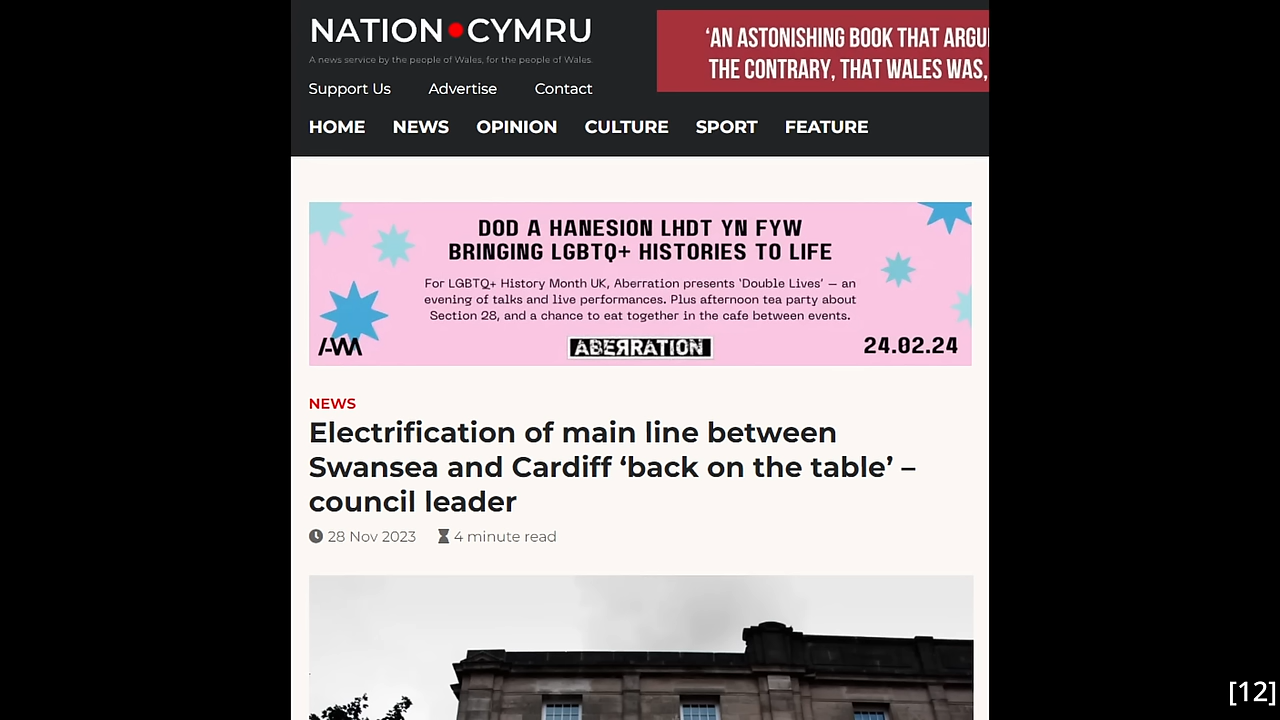 NATION CYMRU
A news service by the people of Wales, for the people of Wales.
‘AN ASTONISHING BOOK THAT
THE CONTRARY, THAT WALES WAS,
Support Us Advertise Contact
HOME NEWS OPINION CULTURE SPORT FEATURE
DOD A HANESION LHDT YN FYW
BRINGING LGBTQ+ HISTORIES TO LIFE
For LGBTQ+ History Month UK, Aberration presents ‘Double Lives’ – an
evening of talks and live performances. Plus afternoon tea party about
Section 28, and a chance to eat together in the cafe between events.
ABERRATION
24.02.24
NEWS
Electrification of main line between
Swansea and Cardiff ‘back on the table’ –
council leader
28 Nov 2023 4 minute read
[12]